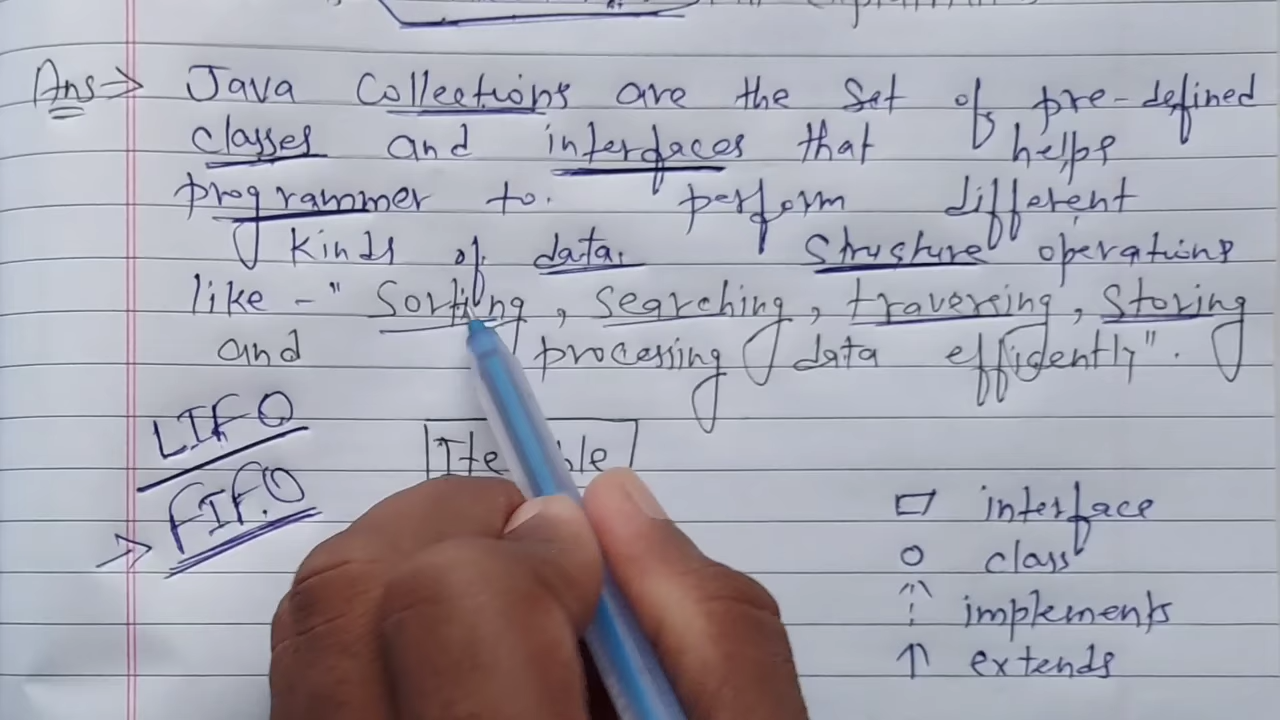 Ans⇒ Java Collections are the set of pre-defined
classes and interfaces that helps
programmer to. perform different
kinds of data. structure operations
like -" Sorting, Searching, traversing, Storing
and processing data efficiently".
LIFO
FIFO
→ interface
class
implements
↑ extends